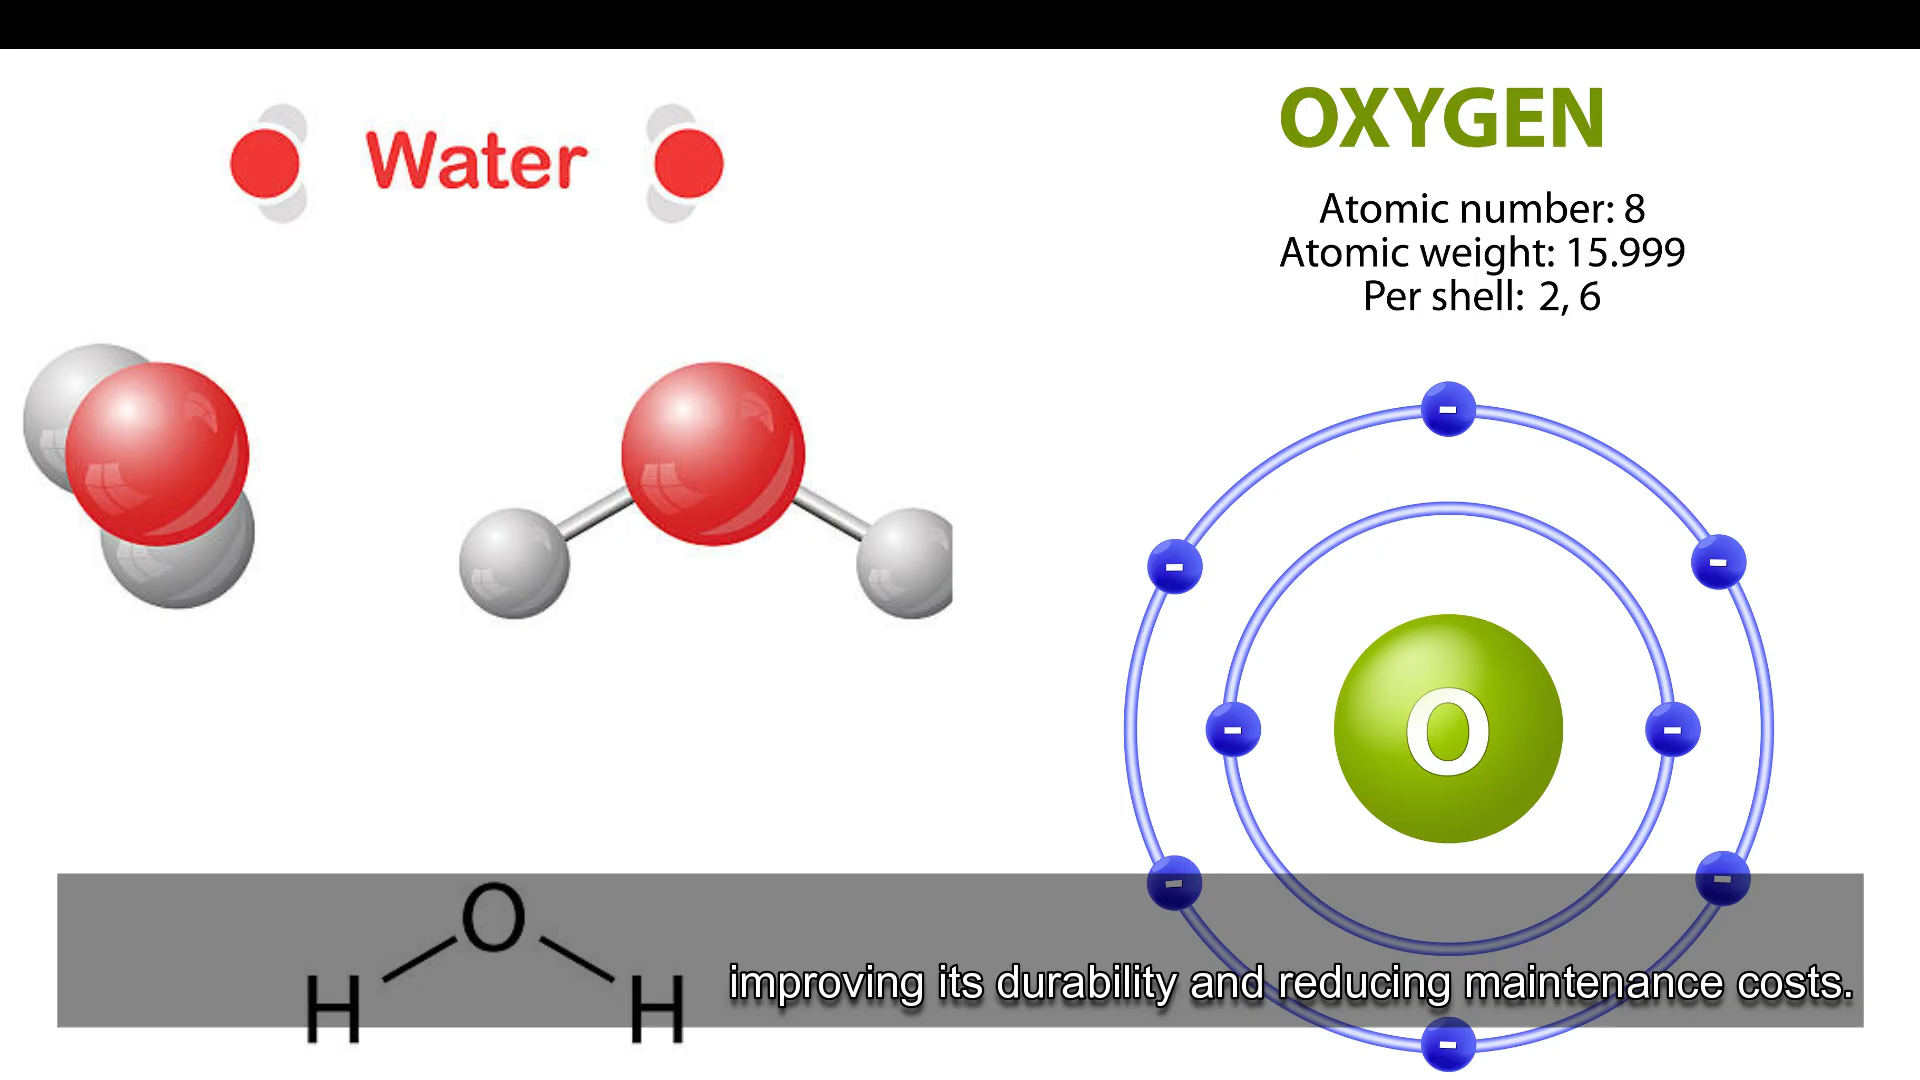 Water
OXYGEN
Atomic number: 8
Atomic weight: 15.999
Per shell: 2, 6
-
- -
- -
O
- -
-
O
H H
improving its durability and reducing maintenance costs.